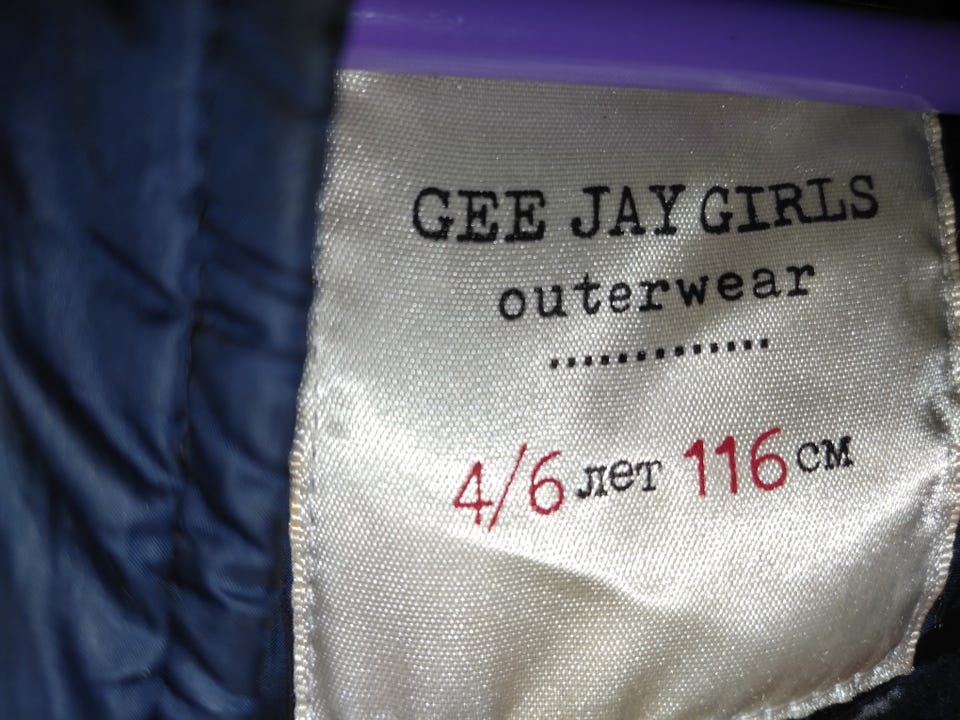 GEE JAY GIRLS
outerwear
.............
4/6 лет 116 см